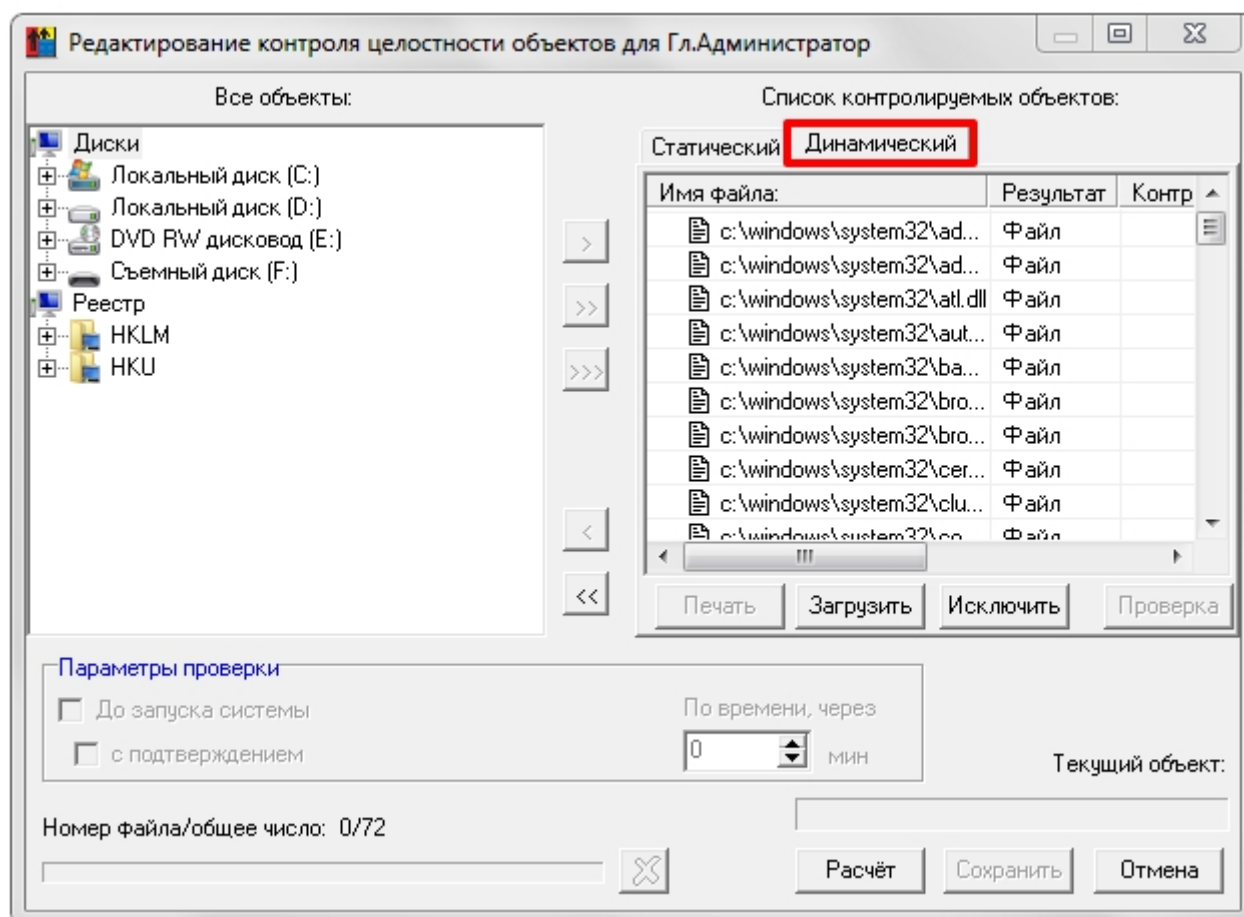 Редактирование контроля целостности объектов для Гл.Администратор
Все объекты:
Диски
Локальный диск (C:)
Локальный диск (D:)
DVD RW дисковод (E:)
Съемный диск (F:)
Реестр
HKLM
HKU
>
>>
>>>
<
<<
Список контролируемых объектов:
Статический Динамический
Имя файла: Результат Контр
c:\windows\system32\ad... Файл
c:\windows\system32\ad... Файл
c:\windows\system32\atl.dll Файл
c:\windows\system32\aut... Файл
c:\windows\system32\ba... Файл
c:\windows\system32\bro... Файл
c:\windows\system32\bro... Файл
c:\windows\system32\cer... Файл
c:\windows\system32\clu... Файл
c:\windows\system32\co... Файл
Печать Загрузить Исключить Проверка
Параметры проверки
До запуска системы
с подтверждением
По времени, через
0 мин
Текущий объект:
Номер файла/общее число: 0/72
Расчёт Сохранить Отмена